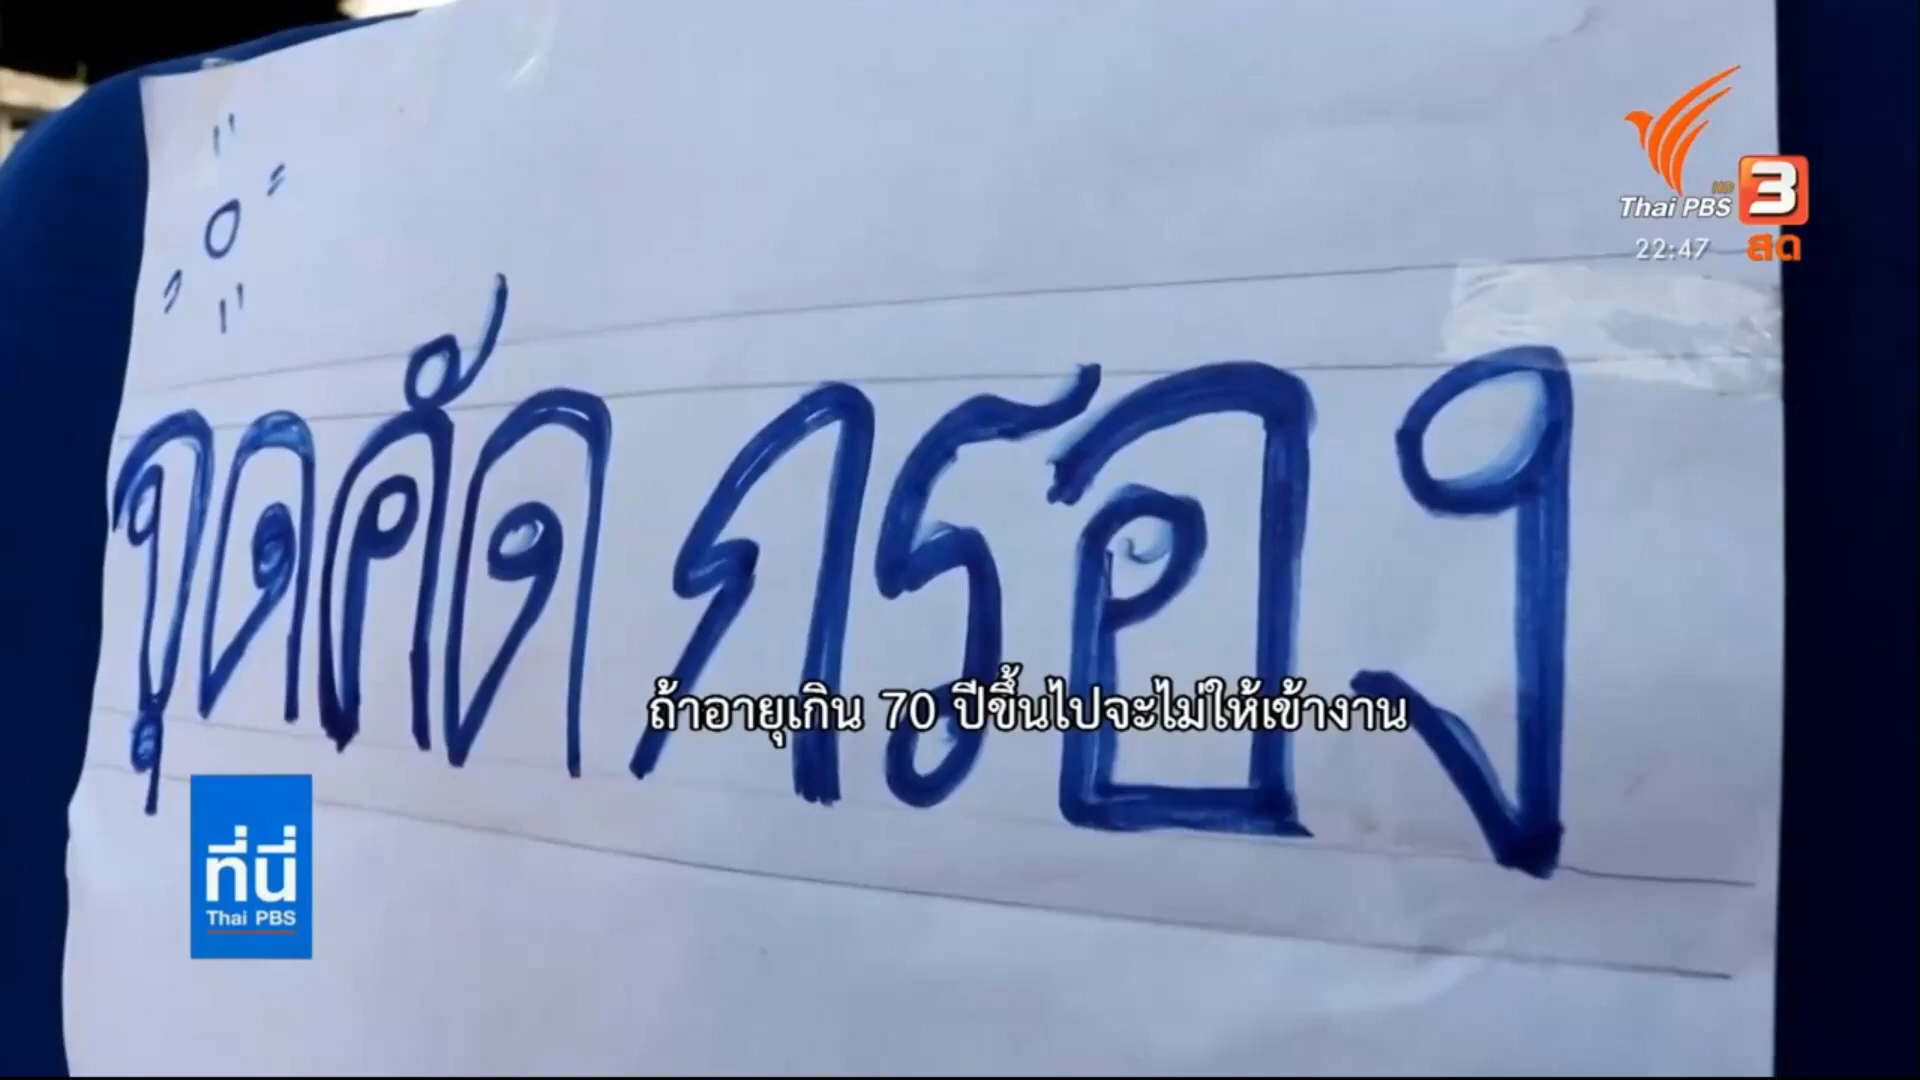 Thai PBS HD 3
22:47 สด
จุดคัดกรอง
ถ้าอายุเกิน 70 ปีขึ้นไปจะไม่ให้เข้างาน
ที่นี่
Thai PBS